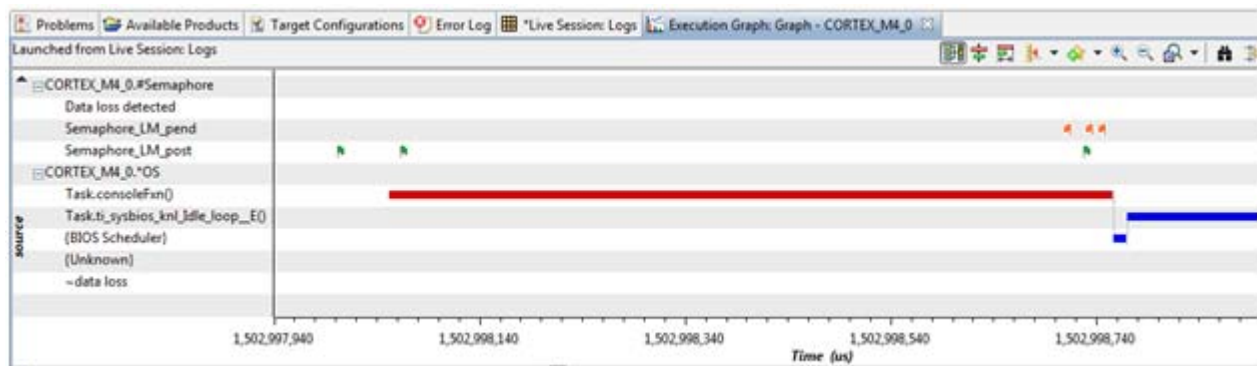 Problems Available Products Target Configurations Error Log *Live Session: Logs Execution Graph: Graph - CORTEX_M4_0
Launched from Live Session: Logs
CORTEX_M4_0.#Semaphore
Data loss detected
Semaphore_LM_pend
Semaphore_LM_post
CORTEX_M4_0.*OS
Task.consoleFxn()
Task.ti_sysbios_knl_Idle_loop__E()
(BIOS Scheduler)
(Unknown)
~data loss
source
1,502,997,940 1,502,998,140 1,502,998,340 1,502,998,540 1,502,998,740
Time (us)